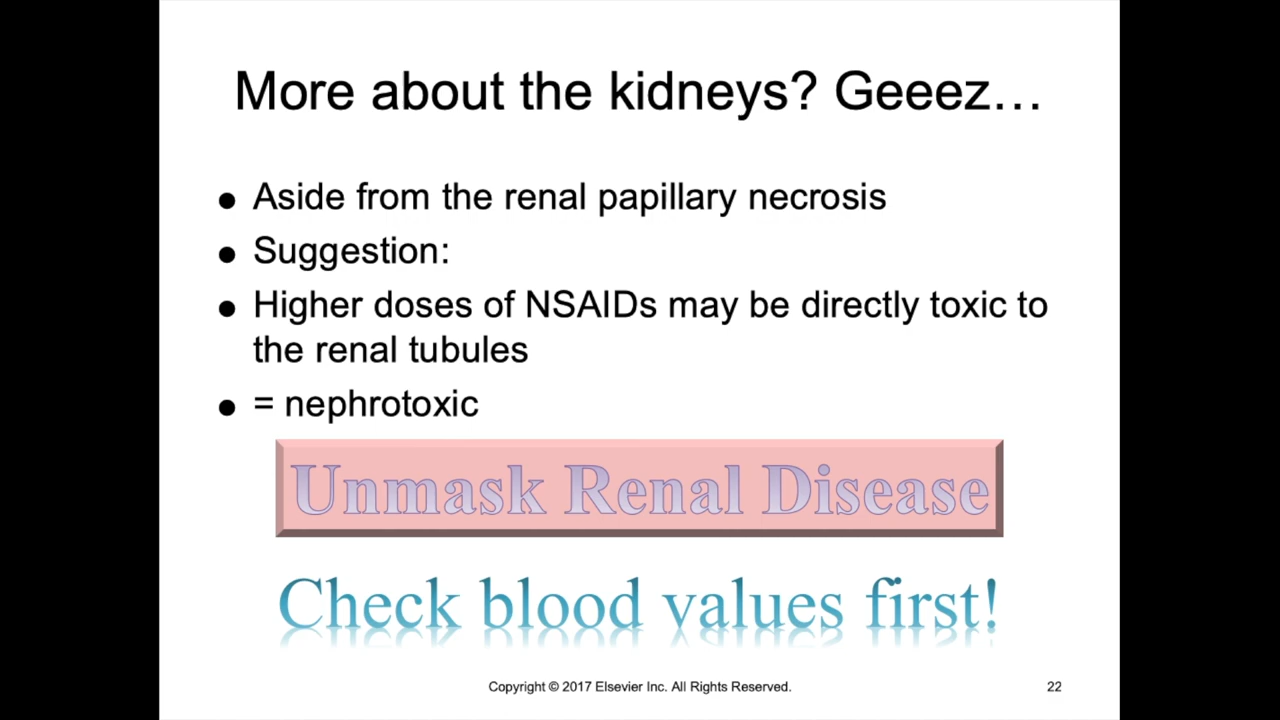 More about the kidneys? Geeez…
● Aside from the renal papillary necrosis
● Suggestion:
● Higher doses of NSAIDs may be directly toxic to
the renal tubules
● = nephrotoxic
Unmask Renal Disease
Check blood values first!
Copyright © 2017 Elsevier Inc. All Rights Reserved.
22